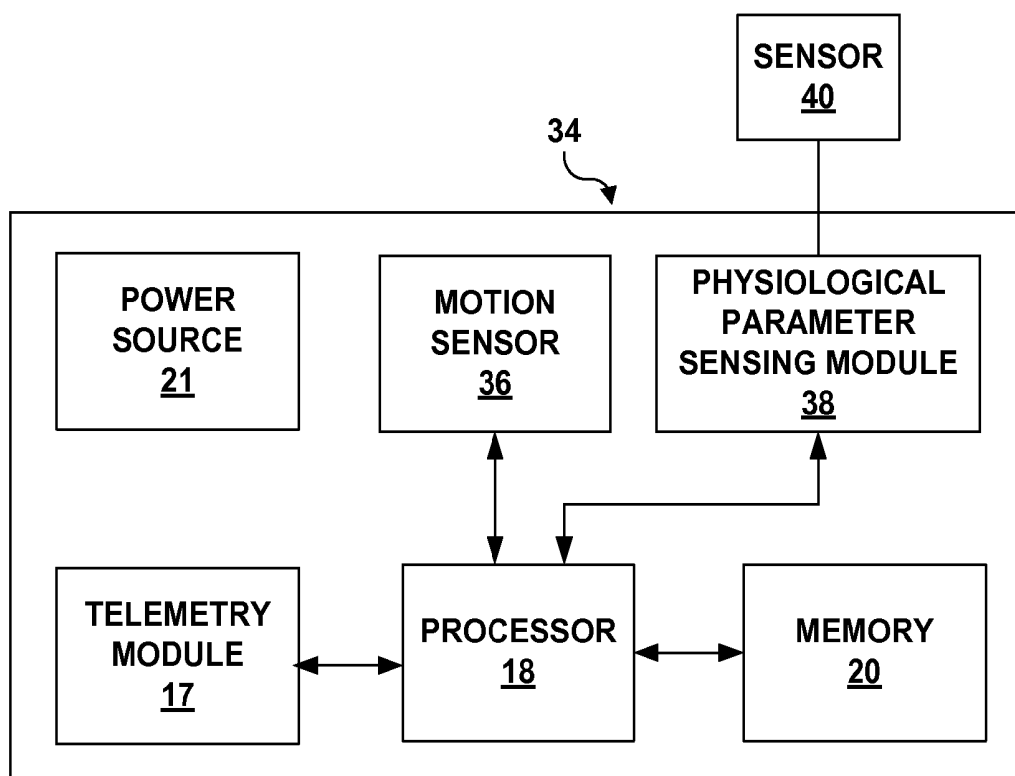 SENSOR
40
34
POWER
SOURCE
21
MOTION
SENSOR
36
PHYSIOLOGICAL
PARAMETER
SENSING MODULE
38
TELEMETRY
MODULE
17
PROCESSOR
18
MEMORY
20